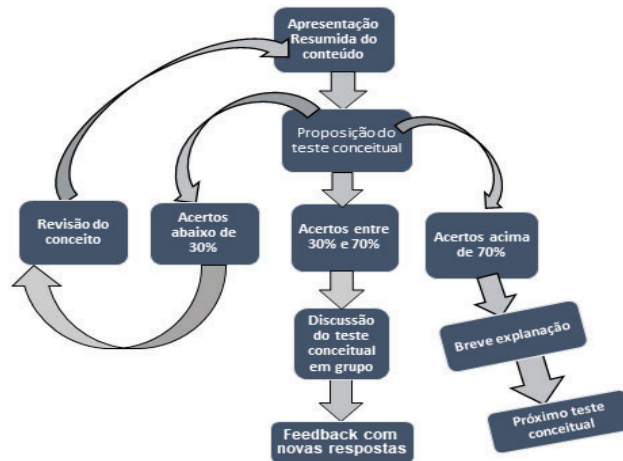 Apresentação
Resumida do
conteúdo
Proposição do
teste conceitual
Revisão do
conceito
Acertos
abaixo de
30%
Acertos entre
30% e 70%
Acertos acima
de 70%
Discussão
do teste
conceitual
em grupo
Breve explanação
Feedback com
novas respostas
Próximo teste
conceitual